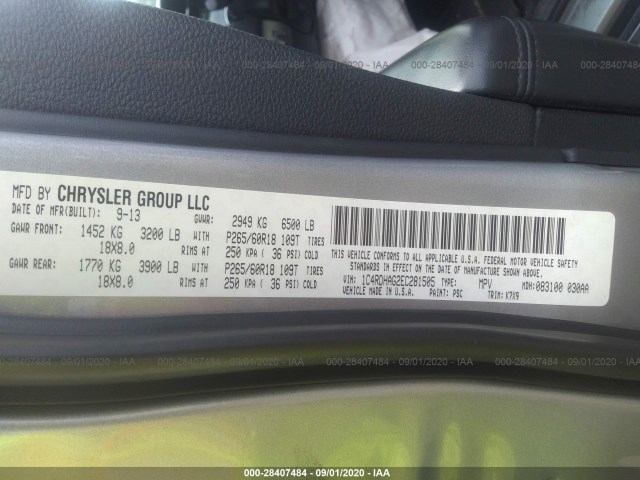 000-28407484 - 09/01/2020 - IAA
MFD BY CHRYSLER GROUP LLC
DATE OF MFR(BUILT): 9-13 GVWR: 2949 KG 6500 LB
GAWR FRONT: 1452 KG 3200 LB WITH P265/60R18 109T TIRES
18X8.0 RIMS AT 250 KPA ( 36 PSI) COLD
GAWR REAR: 1770 KG 3900 LB WITH P265/60R18 109T TIRES
18X8.0 RIMS AT 250 KPA ( 36 PSI) COLD
THIS VEHICLE CONFORMS TO ALL APPLICABLE U.S.A. FEDERAL MOTOR VEHICLE SAFETY
STANDARDS IN EFFECT ON THE DATE OF MANUFACTURE SHOWN ABOVE.
VIN: 1C4RDHAG2EC281505 TYPE: MPV MDH: 083100 030AA
VEHICLE MADE IN U.S.A. PAINT: PSC TRIM: K7X9
000-28407484 - 09/01/2020 - IAA